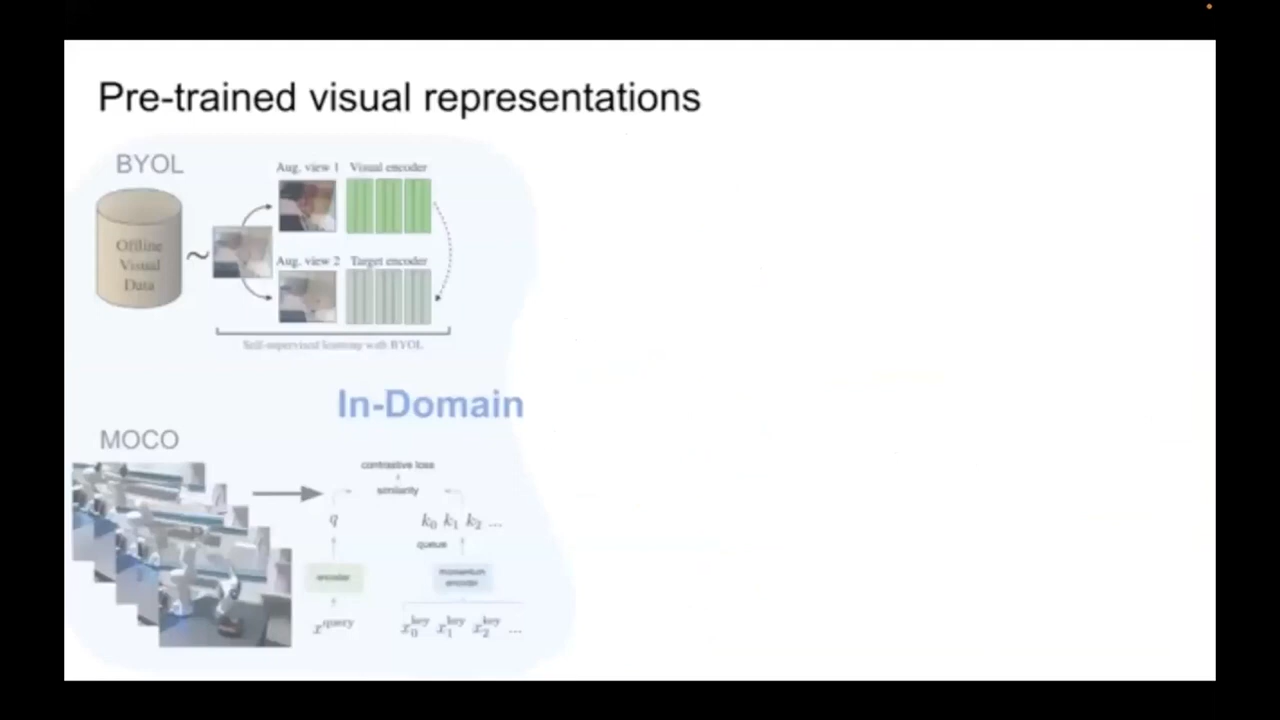 Pre-trained visual representations
BYOL
Aug. view 1 Visual encoder
Offline
Visual
Data
~
Aug. view 2 Target encoder
Self-supervised learning with BYOL
In-Domain
MOCO
contrastive loss
similarity
q
k₀ k₁ k₂ ...
queue
encoder
momentum
encoder
x^query
x₀^key x₁^key x₂^key ...